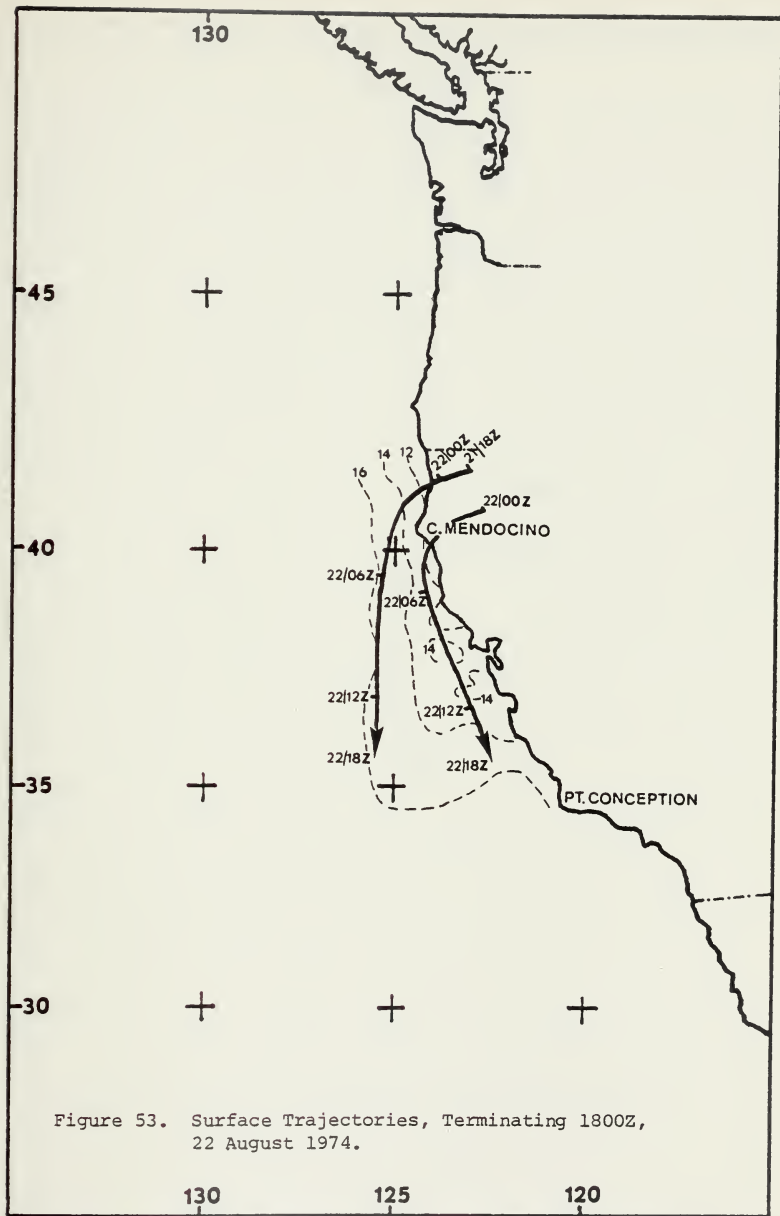 130
45
16
14
12
22/00Z
21/18Z
22/00Z
C. MENDOCINO
40
22/06Z
22/06Z
14
14
22/12Z
22/12Z
22/18Z
22/18Z
35
PT. CONCEPTION
30
Figure 53. Surface Trajectories, Terminating 1800Z,
22 August 1974.
130
125
120